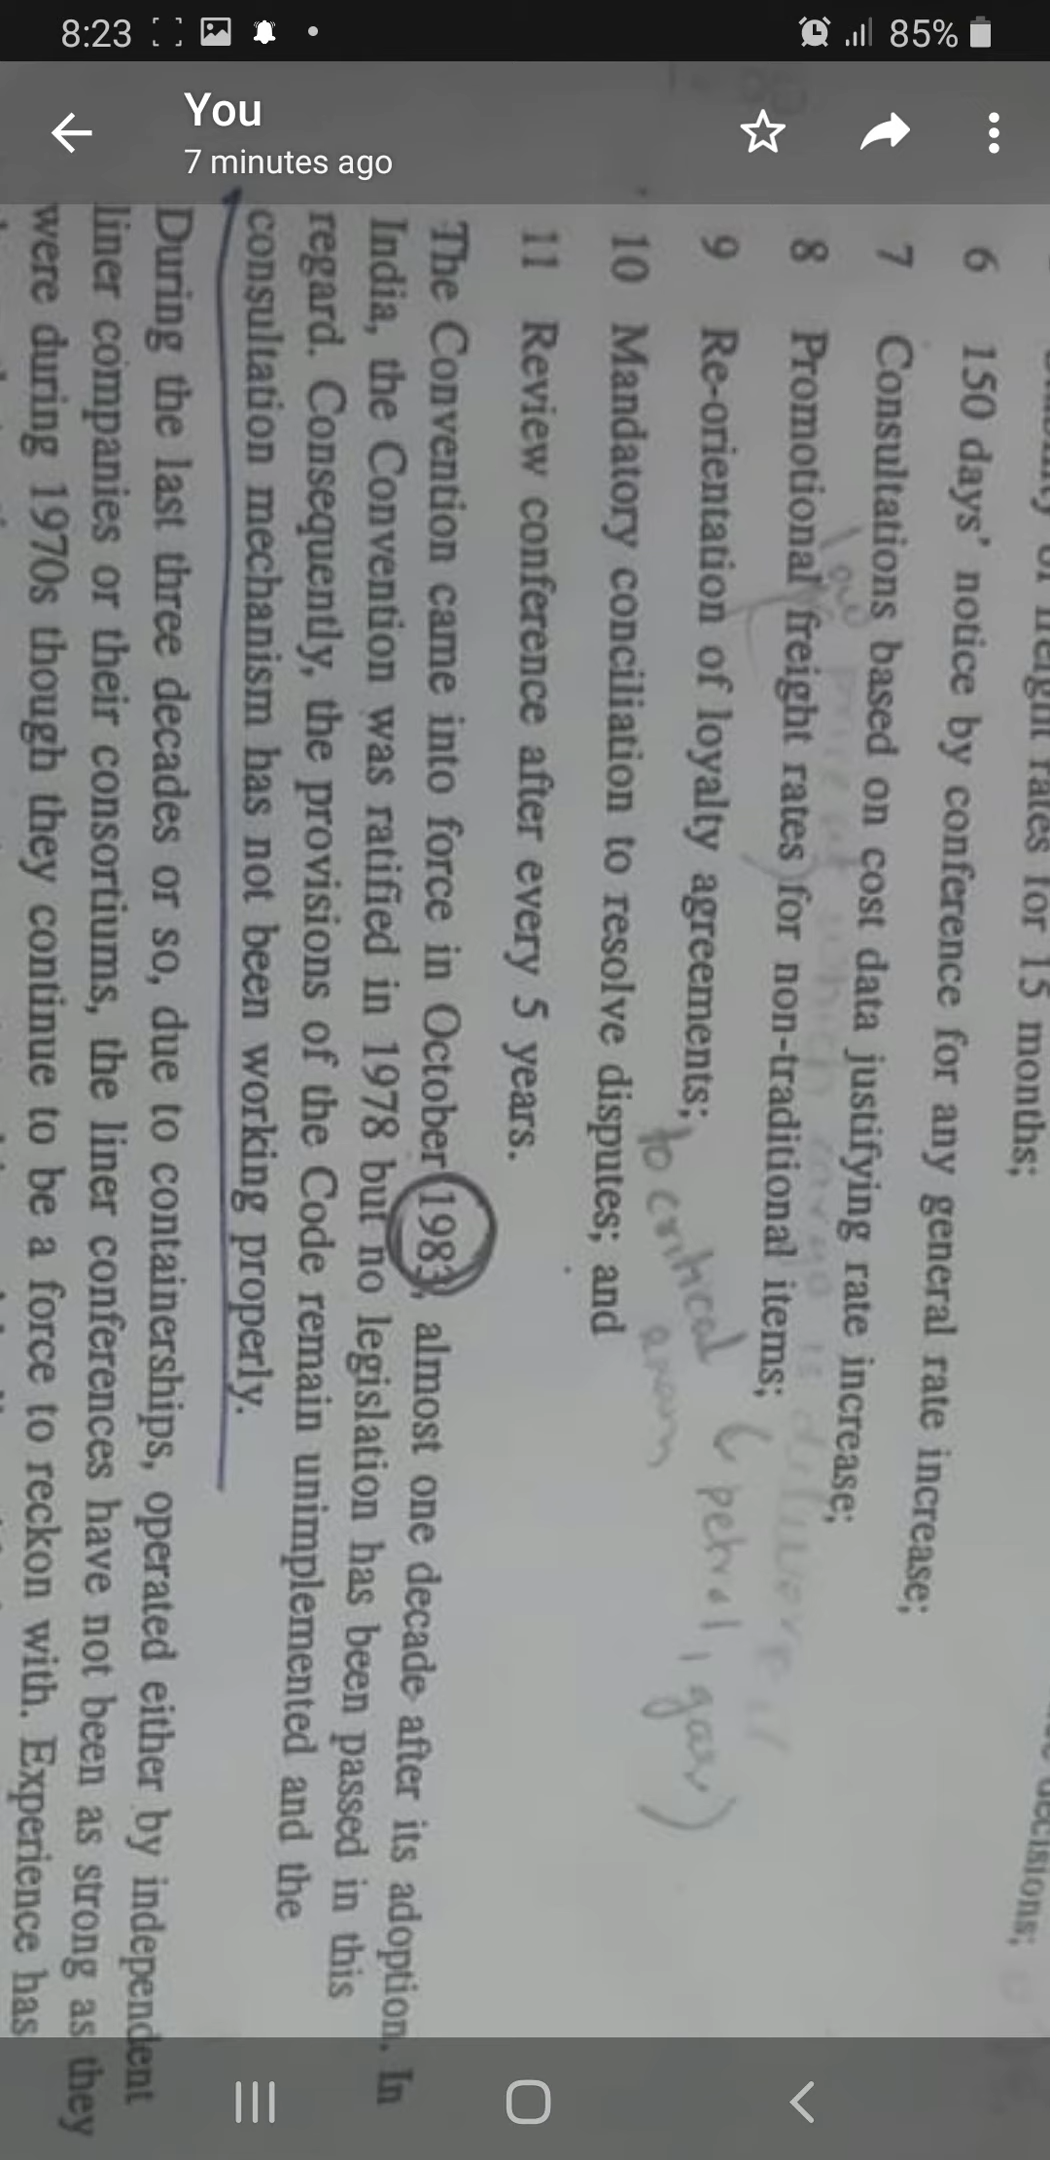 8:23
85%
You
7 minutes ago
decisions;
freight rates for 15 months;
6 150 days' notice by conference for any general rate increase;
7 Consultations based on cost data justifying rate increase;
8 Promotional freight rates for non-traditional items;
(petrol, gas)
9 Re-orientation of loyalty agreements;
to critical
10 Mandatory conciliation to resolve disputes; and
11 Review conference after every 5 years.
The Convention came into force in October 1983, almost one decade after its adoption. In
India, the Convention was ratified in 1978 but no legislation has been passed in this
regard. Consequently, the provisions of the Code remain unimplemented and the
consultation mechanism has not been working properly.
During the last three decades or so, due to containerships, operated either by independent
liner companies or their consortiums, the liner conferences have not been as strong as they
were during 1970s though they continue to be a force to reckon with. Experience has